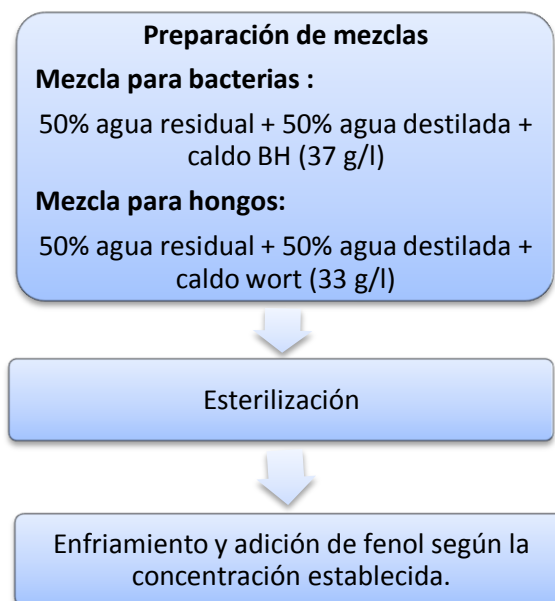 Preparación de mezclas
Mezcla para bacterias :
50% agua residual + 50% agua destilada +
caldo BH (37 g/l)
Mezcla para hongos:
50% agua residual + 50% agua destilada +
caldo wort (33 g/l)
Esterilización
Enfriamiento y adición de fenol según la
concentración establecida.